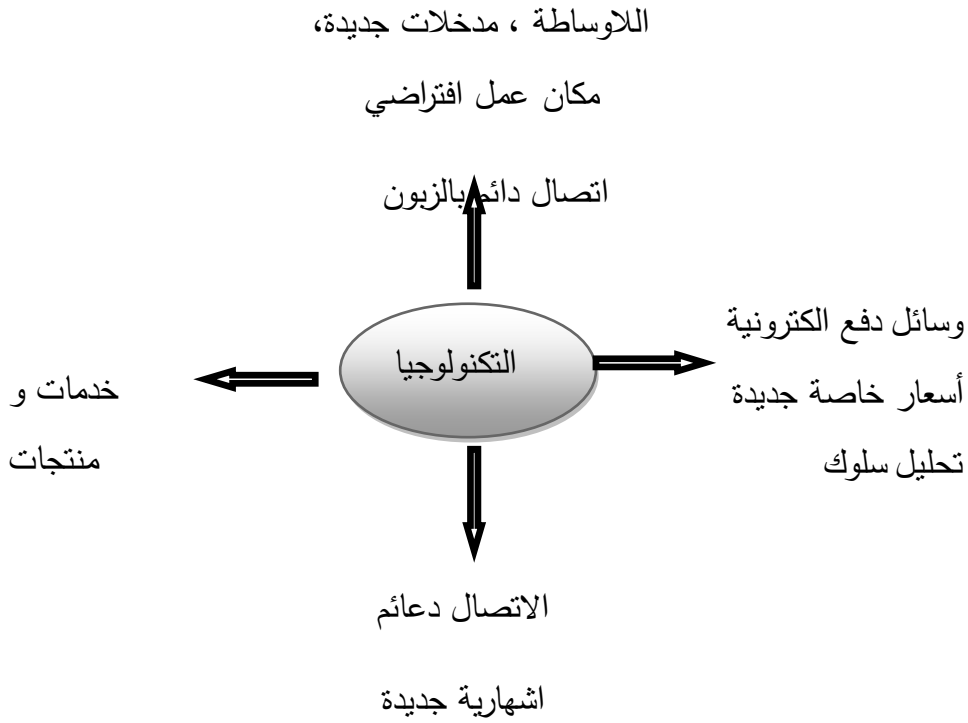 اللاوساطة ، مدخلات جديدة،
مكان عمل افتراضي
اتصال دائم بالزبون
وسائل دفع الكترونية
أسعار خاصة جديدة
تحليل سلوك
التكنولوجيا
خدمات و
منتجات
الاتصال دعائم
اشهارية جديدة